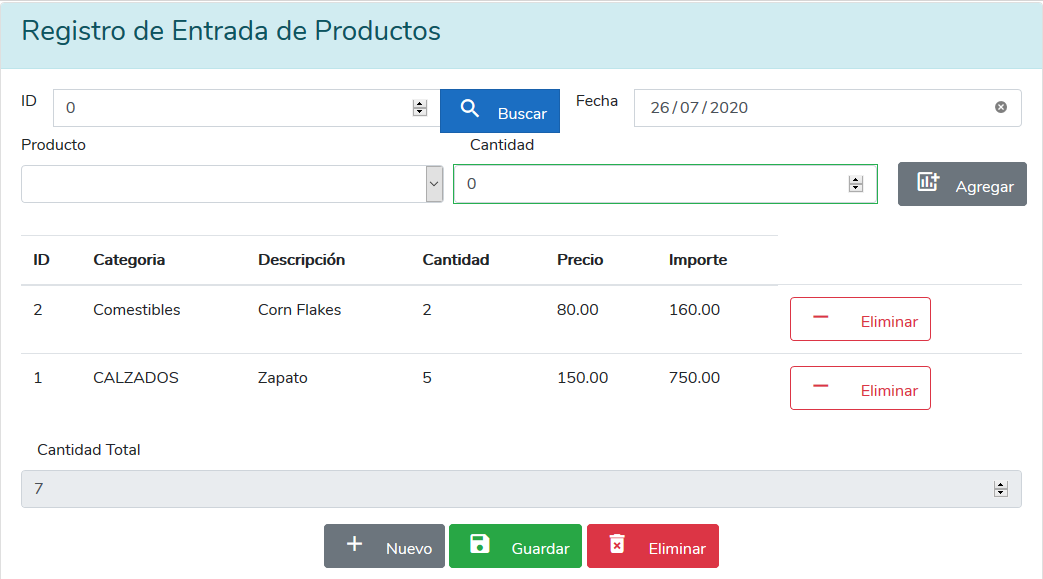 Registro de Entrada de Productos
ID 0 Buscar Fecha 26/07/2020
Producto Cantidad
0 Agregar
ID Categoria Descripción Cantidad Precio Importe
2 Comestibles Corn Flakes 2 80.00 160.00 Eliminar
1 CALZADOS Zapato 5 150.00 750.00 Eliminar
Cantidad Total
7
Nuevo Guardar Eliminar